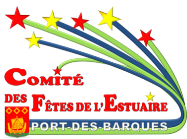 COMITÉ
DES FÊTES DE L'ESTUAIRE
PORT-DES-BARQUES